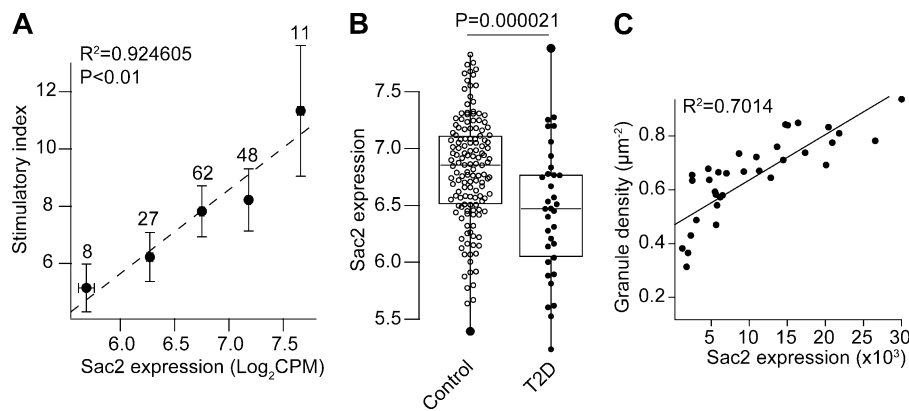 A
R²=0.924605
P<0.01
Stimulatory index
12
10
8
6
8
27
62
48
11
6.0 6.5 7.0 7.5
Sac2 expression (Log₂CPM)
B
P=0.000021
Sac2 expression
7.5
7.0
6.5
6.0
5.5
Control
T2D
C
R²=0.7014
Granule density (µm⁻²)
0.8
0.6
0.4
0.2
5 10 15 20 25 30
Sac2 expression (x10³)